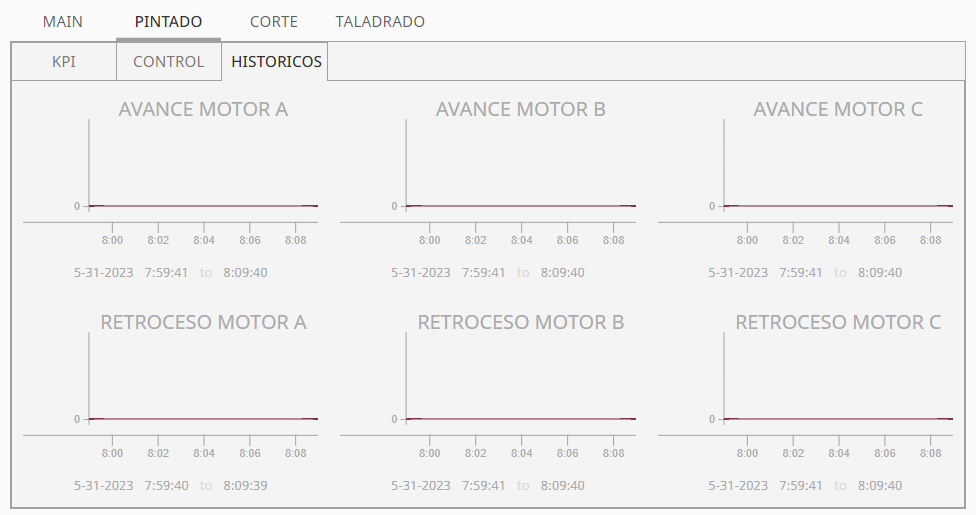 MAIN PINTADO CORTE TALADRADO
KPI CONTROL HISTORICOS
AVANCE MOTOR A AVANCE MOTOR B AVANCE MOTOR C
0 0 0
8:00 8:02 8:04 8:06 8:08 8:00 8:02 8:04 8:06 8:08 8:00 8:02 8:04 8:06 8:08
5-31-2023 7:59:41 to 8:09:40 5-31-2023 7:59:41 to 8:09:40 5-31-2023 7:59:41 to 8:09:40
RETROCESO MOTOR A RETROCESO MOTOR B RETROCESO MOTOR C
0 0 0
8:00 8:02 8:04 8:06 8:08 8:00 8:02 8:04 8:06 8:08 8:00 8:02 8:04 8:06 8:08
5-31-2023 7:59:40 to 8:09:39 5-31-2023 7:59:41 to 8:09:40 5-31-2023 7:59:41 to 8:09:40